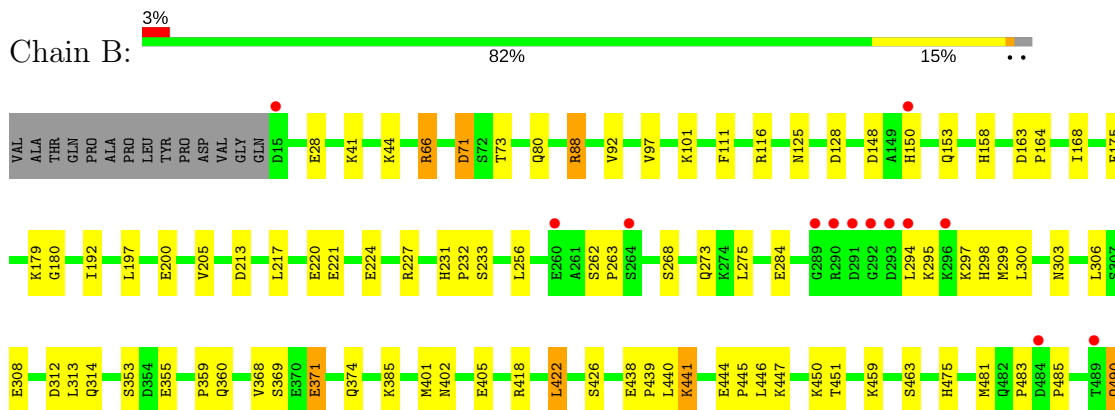 3%
Chain B:
82% 15% • •
VAL ALA THR GLN PRO ALA PRO LEU TYR PRO ASP VAL GLY GLN D15 E28 K41 K44 R66 D71 S72 T73 Q80 R88 V92 V97 K101 F111 R116 N125 D128 D148 A149 H150 Q153 H158 D163 P164 I168
K179 G180 I192 L197 E200 V205 D213 L217 E220 E221 E224 R227 H231 P232 S233 L256 E260 A261 S262 P263 S264 S268 Q273 K274 L275 E284 G289 R290 D291 G292 D293 L294 K295 K296 K297 H298 M299 L300 N303 L306
E308 D312 L313 Q314 S353 D354 E355 P359 Q360 V368 S369 E370 E371 Q374 K385 M401 N402 E405 R418 L422 S426 E438 P439 L440 K441 E444 P445 L446 K447 K450 T451 K459 S463 H475 M481 Q482 P483 D484 P485 T489